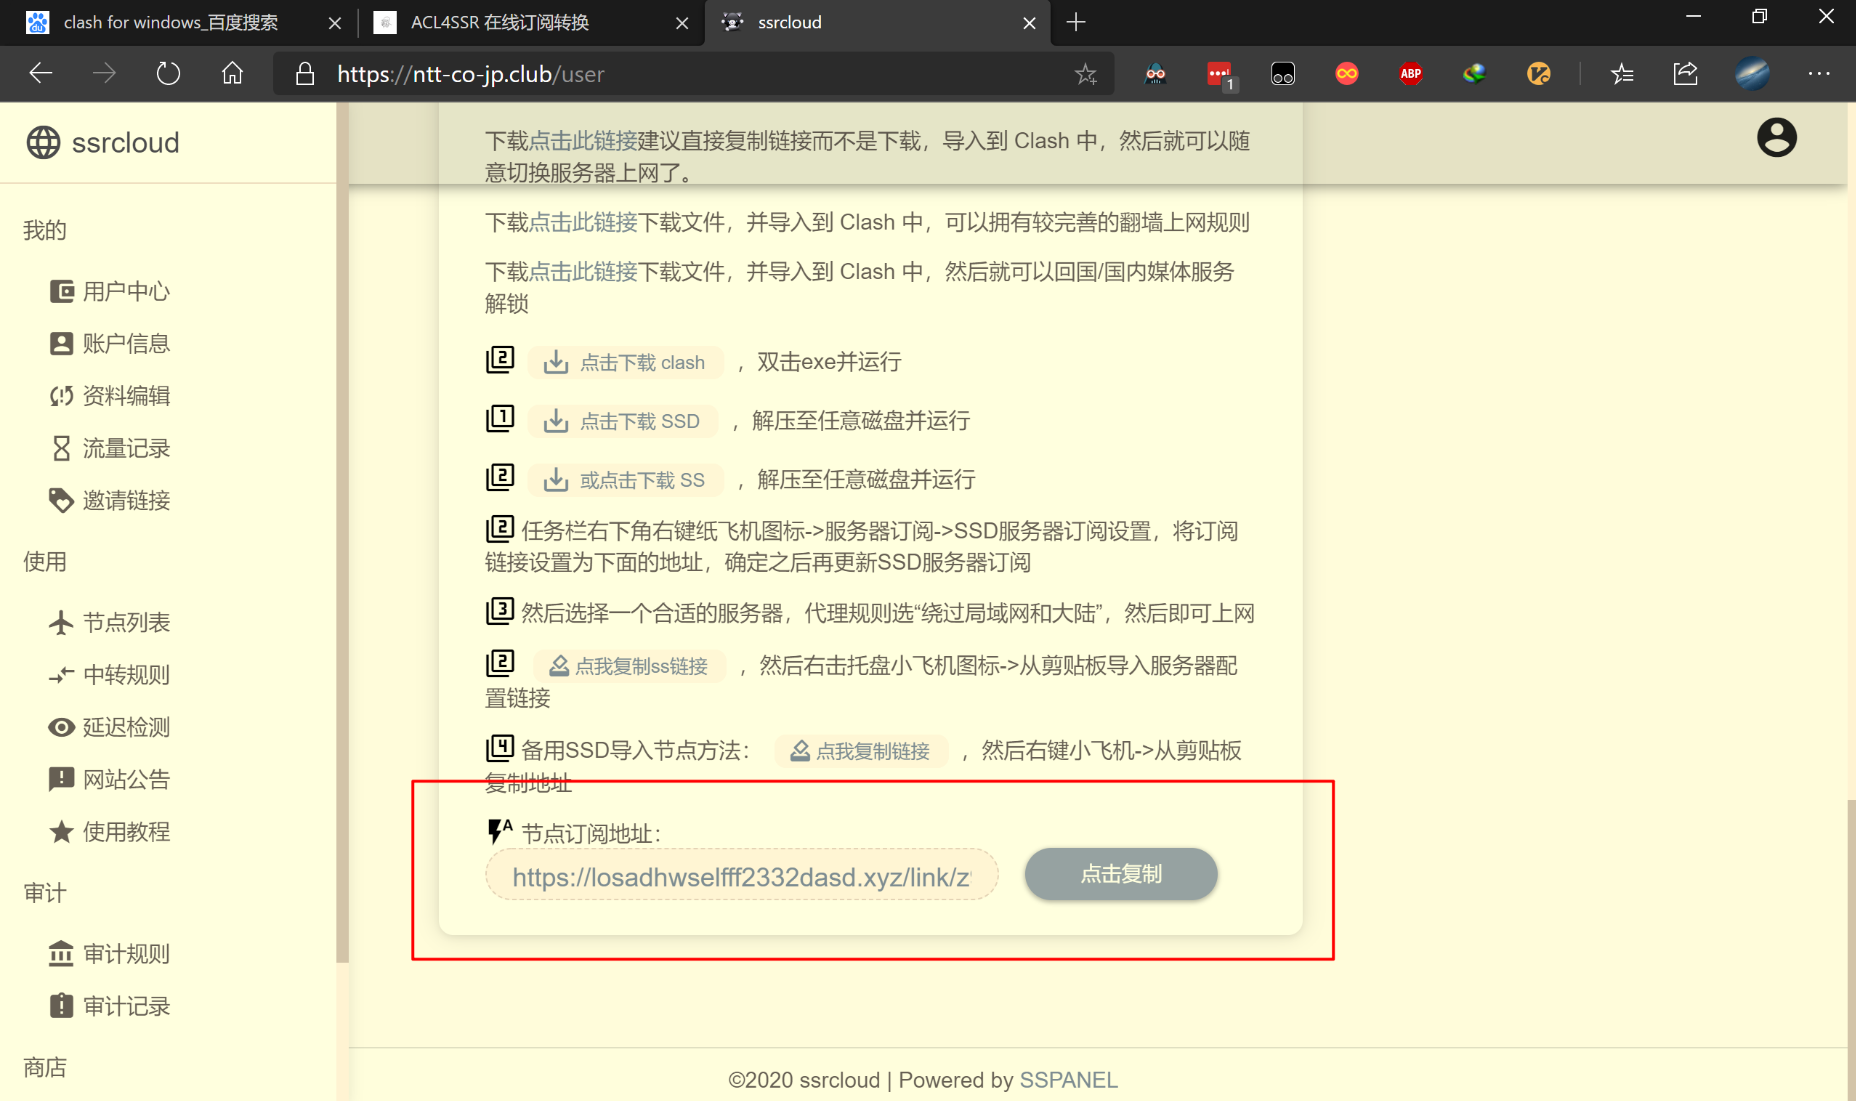 clash for windows_百度搜索
ACL4SSR 在线订阅转换
ssrcloud
https://ntt-co-jp.club/user
1
ABP
ssrcloud
我的
用户中心
账户信息
资料编辑
流量记录
邀请链接
使用
节点列表
中转规则
延迟检测
网站公告
使用教程
审计
审计规则
审计记录
商店
下载点击此链接建议直接复制链接而不是下载，导入到 Clash 中，然后就可以随
意切换服务器上网了。
下载点击此链接下载文件，并导入到 Clash 中，可以拥有较完善的翻墙上网规则
下载点击此链接下载文件，并导入到 Clash 中，然后就可以回国/国内媒体服务
解锁
2 点击下载 clash ，双击exe并运行
1 点击下载 SSD ，解压至任意磁盘并运行
2 或点击下载 SS ，解压至任意磁盘并运行
2 任务栏右下角右键纸飞机图标->服务器订阅->SSD服务器订阅设置，将订阅
链接设置为下面的地址，确定之后再更新SSD服务器订阅
3 然后选择一个合适的服务器，代理规则选“绕过局域网和大陆”，然后即可上网
2 点我复制ss链接 ，然后右击托盘小飞机图标->从剪贴板导入服务器配
置链接
4 备用SSD导入节点方法： 点我复制链接 ，然后右键小飞机->从剪贴板
复制地址
A 节点订阅地址：
https://losadhwselfff2332dasd.xyz/link/z
点击复制
©2020 ssrcloud | Powered by SSPANEL